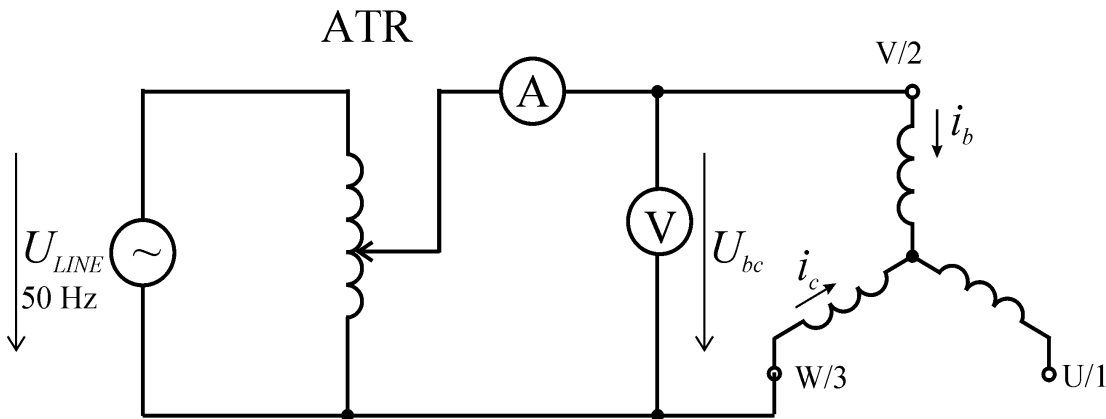 ATR
V/2
A
i_b
U_LINE
50 Hz
~
V
U_bc
i_c
W/3
U/1